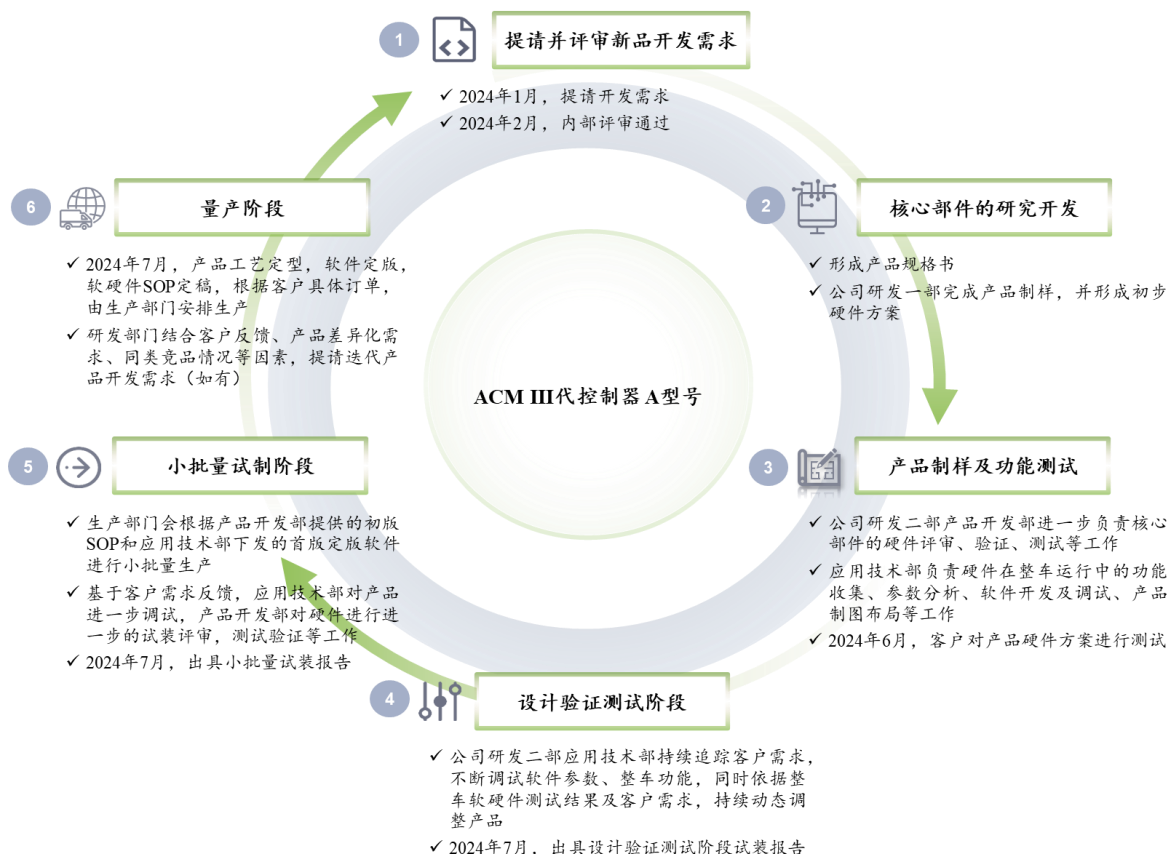 1
提请并评审新品开发需求
✓ 2024年1月，提请开发需求
✓ 2024年2月，内部评审通过
2
核心部件的研究开发
✓ 形成产品规格书
✓ 公司研发一部完成产品制样，并形成初步
硬件方案
3
产品制样及功能测试
✓ 公司研发二部产品开发部进一步负责核心
部件的硬件评审、验证、测试等工作
✓ 应用技术部负责硬件在整车运行中的功能
收集、参数分析、软件开发及调试、产品
制图布局等工作
✓ 2024年6月，客户对产品硬件方案进行测试
4
设计验证测试阶段
✓ 公司研发二部应用技术部持续追踪客户需求，
不断调试软件参数、整车功能，同时依据整
车软硬件测试结果及客户需求，持续动态调
整产品
✓ 2024年7月，出具设计验证测试阶段试装报告
5
小批量试制阶段
✓ 生产部门会根据产品开发部提供的初版
SOP和应用技术部下发的首版定版软件
进行小批量生产
✓ 基于客户需求反馈，应用技术部对产品
进一步调试，产品开发部对硬件进行进
一步的试装评审，测试验证等工作
✓ 2024年7月，出具小批量试装报告
6
量产阶段
✓ 2024年7月，产品工艺定型，软件定版，
软硬件SOP定稿，根据客户具体订单，
由生产部门安排生产
✓ 研发部门结合客户反馈、产品差异化需
求、同类竞品情况等因素，提请迭代产
品开发需求（如有）
ACM III代控制器A型号